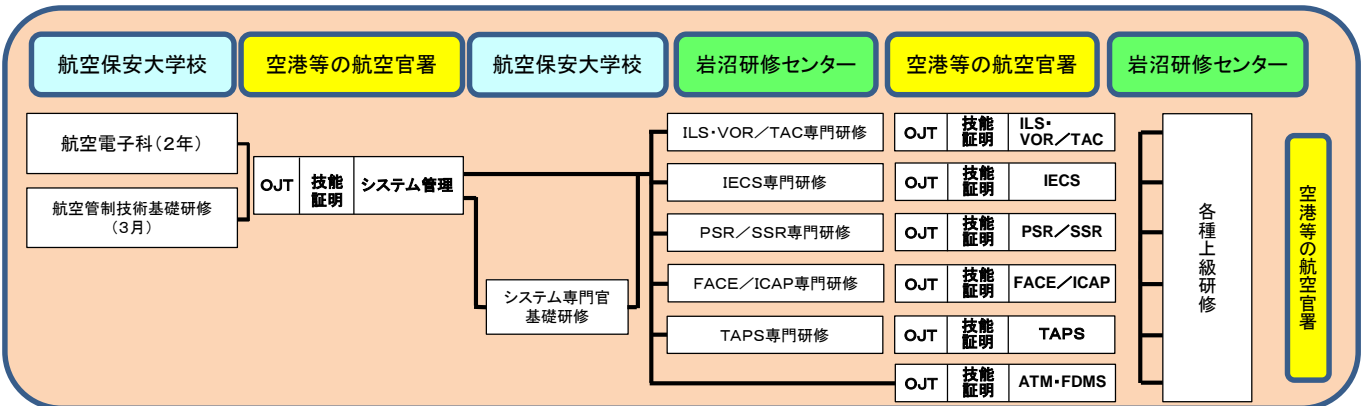 航空保安大学校
空港等の航空官署
航空保安大学校
岩沼研修センター
空港等の航空官署
岩沼研修センター
航空電子科(2年)
航空管制技術基礎研修
(3月)
OJT
技能
証明
システム管理
システム専門官
基礎研修
ILS・VOR/TAC専門研修
OJT
技能
証明
ILS・
VOR/TAC
IECS専門研修
OJT
技能
証明
IECS
PSR/SSR専門研修
OJT
技能
証明
PSR/SSR
FACE/ICAP専門研修
OJT
技能
証明
FACE/ICAP
TAPS専門研修
OJT
技能
証明
TAPS
OJT
技能
証明
ATM・FDMS
各種上級研修
空港等の航空官署